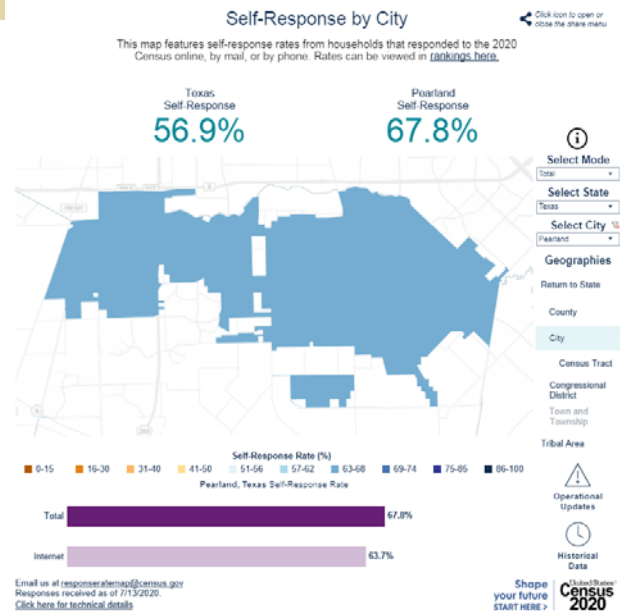 Self-Response by City
Click icon to open or
close the share menu
This map features self-response rates from households that responded to the 2020
Census online, by mail, or by phone. Rates can be viewed in rankings here.
Texas
Self-Response
56.9%
Pearland
Self-Response
67.8%
Select Mode
Total
Select State
Texas
Select City
Pearland
Geographies
Return to State
County
City
Census Tract
Congressional
District
Town and
Township
Tribal Area
Operational
Updates
Historical
Data
Self-Response Rate (%)
0-15 16-30 31-40 41-50 51-56 57-62 63-68 69-74 75-85 86-100
Pearland, Texas Self-Response Rate
Total 67.8%
Internet 63.7%
Email us at responseratemap@census.gov
Responses received as of 7/13/2020.
Click here for technical details
Shape
your future
START HERE >
United States®
Census
2020